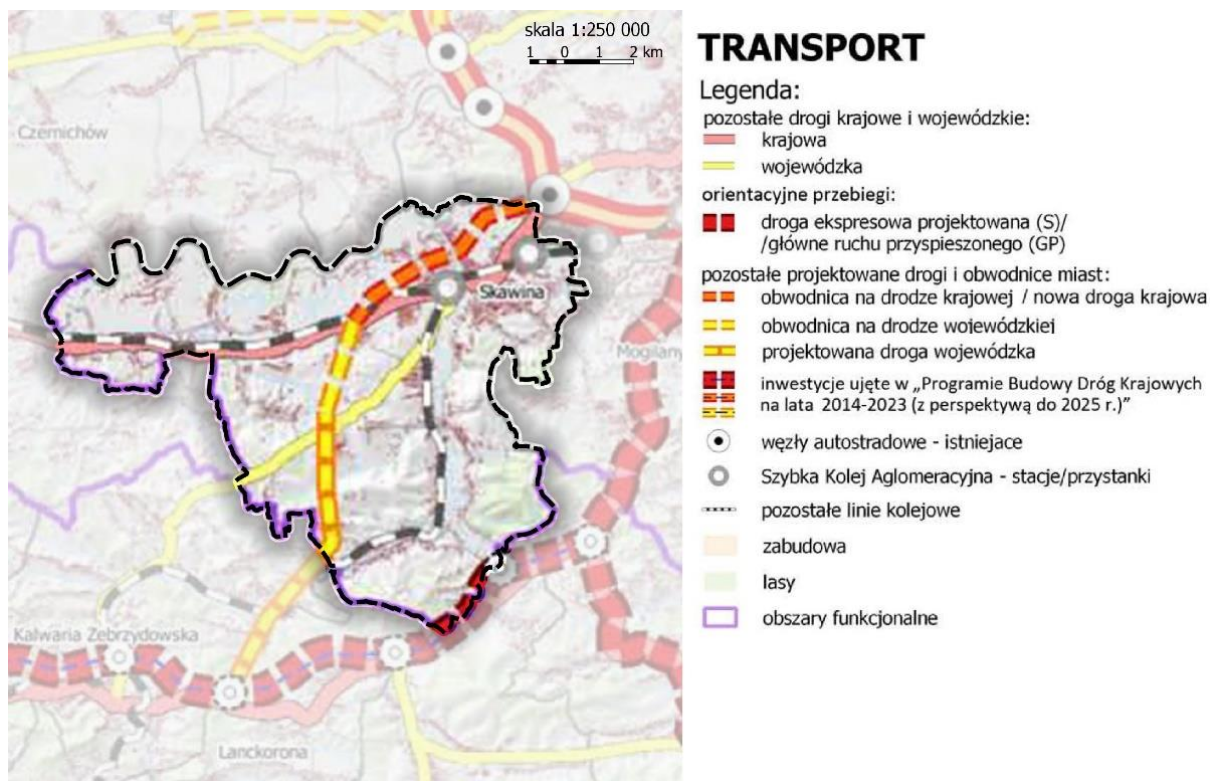 skala 1:250 000
1 0 1 2 km
Czernichów
Skawina
Mogilany
Kalwaria Zebrzydowska
Lanckorona
TRANSPORT
Legenda:
pozostałe drogi krajowe i wojewódzkie:
krajowa
wojewódzka
orientacyjne przebiegi:
droga ekspresowa projektowana (S)/
/główne ruchu przyspieszonego (GP)
pozostałe projektowane drogi i obwodnice miast:
obwodnica na drodze krajowej / nowa droga krajowa
obwodnica na drodze wojewódzkiej
projektowana droga wojewódzka
inwestycje ujęte w „Programie Budowy Dróg Krajowych
na lata 2014-2023 (z perspektywą do 2025 r.)”
węzły autostradowe - istniejace
Szybka Kolej Aglomeracyjna - stacje/przystanki
pozostałe linie kolejowe
zabudowa
lasy
obszary funkcjonalne